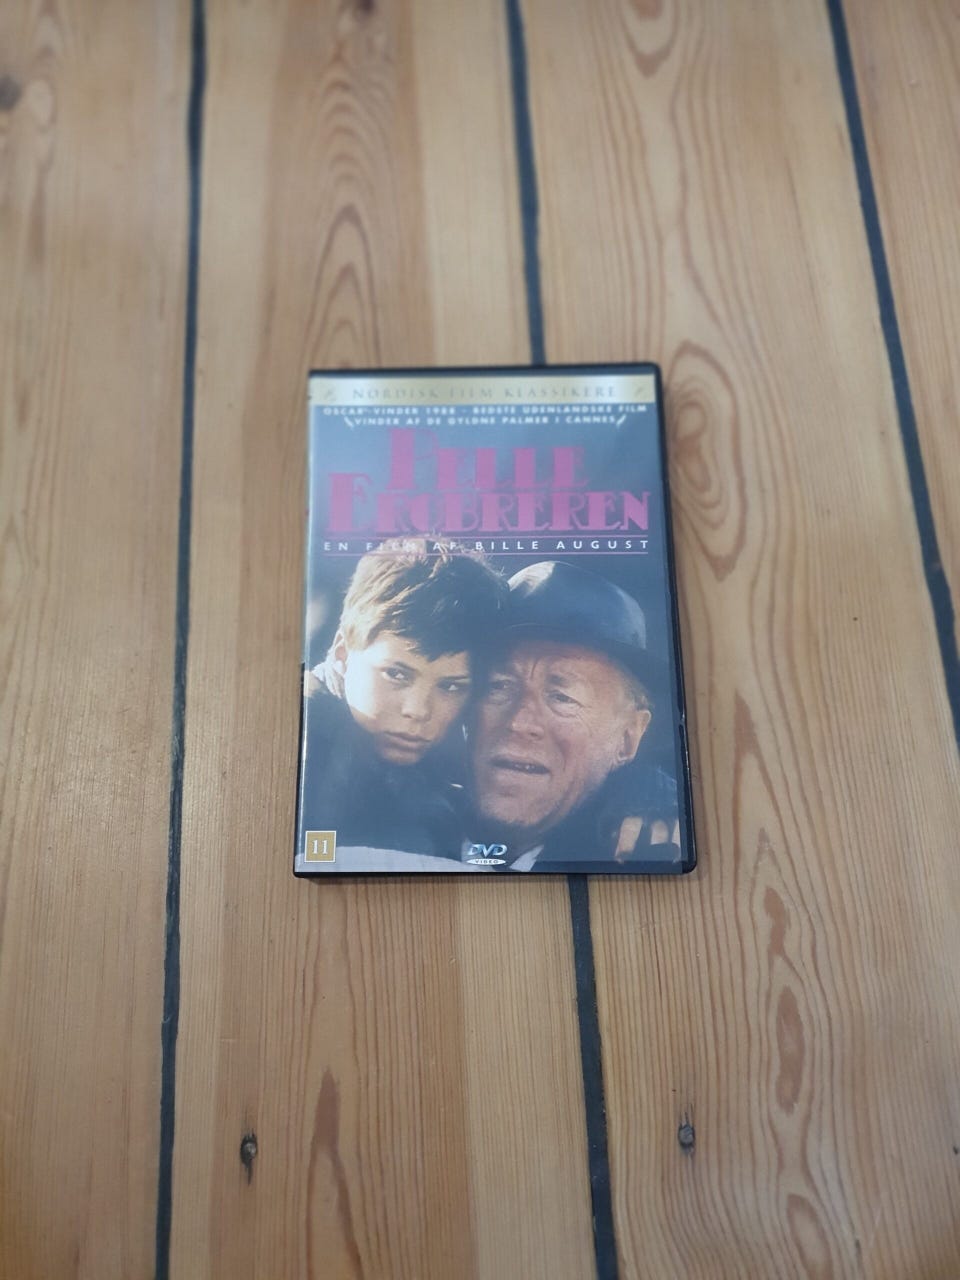 NORDISK FILM KLASSIKERE
OSCAR®-VINDER 1988 - BEDSTE UDENLANDSKE FILM
VINDER AF DE GYLDNE PALMER I CANNES
PELLE
EROBREREN
EN FILM AF BILLE AUGUST
11
DVD
VIDEO